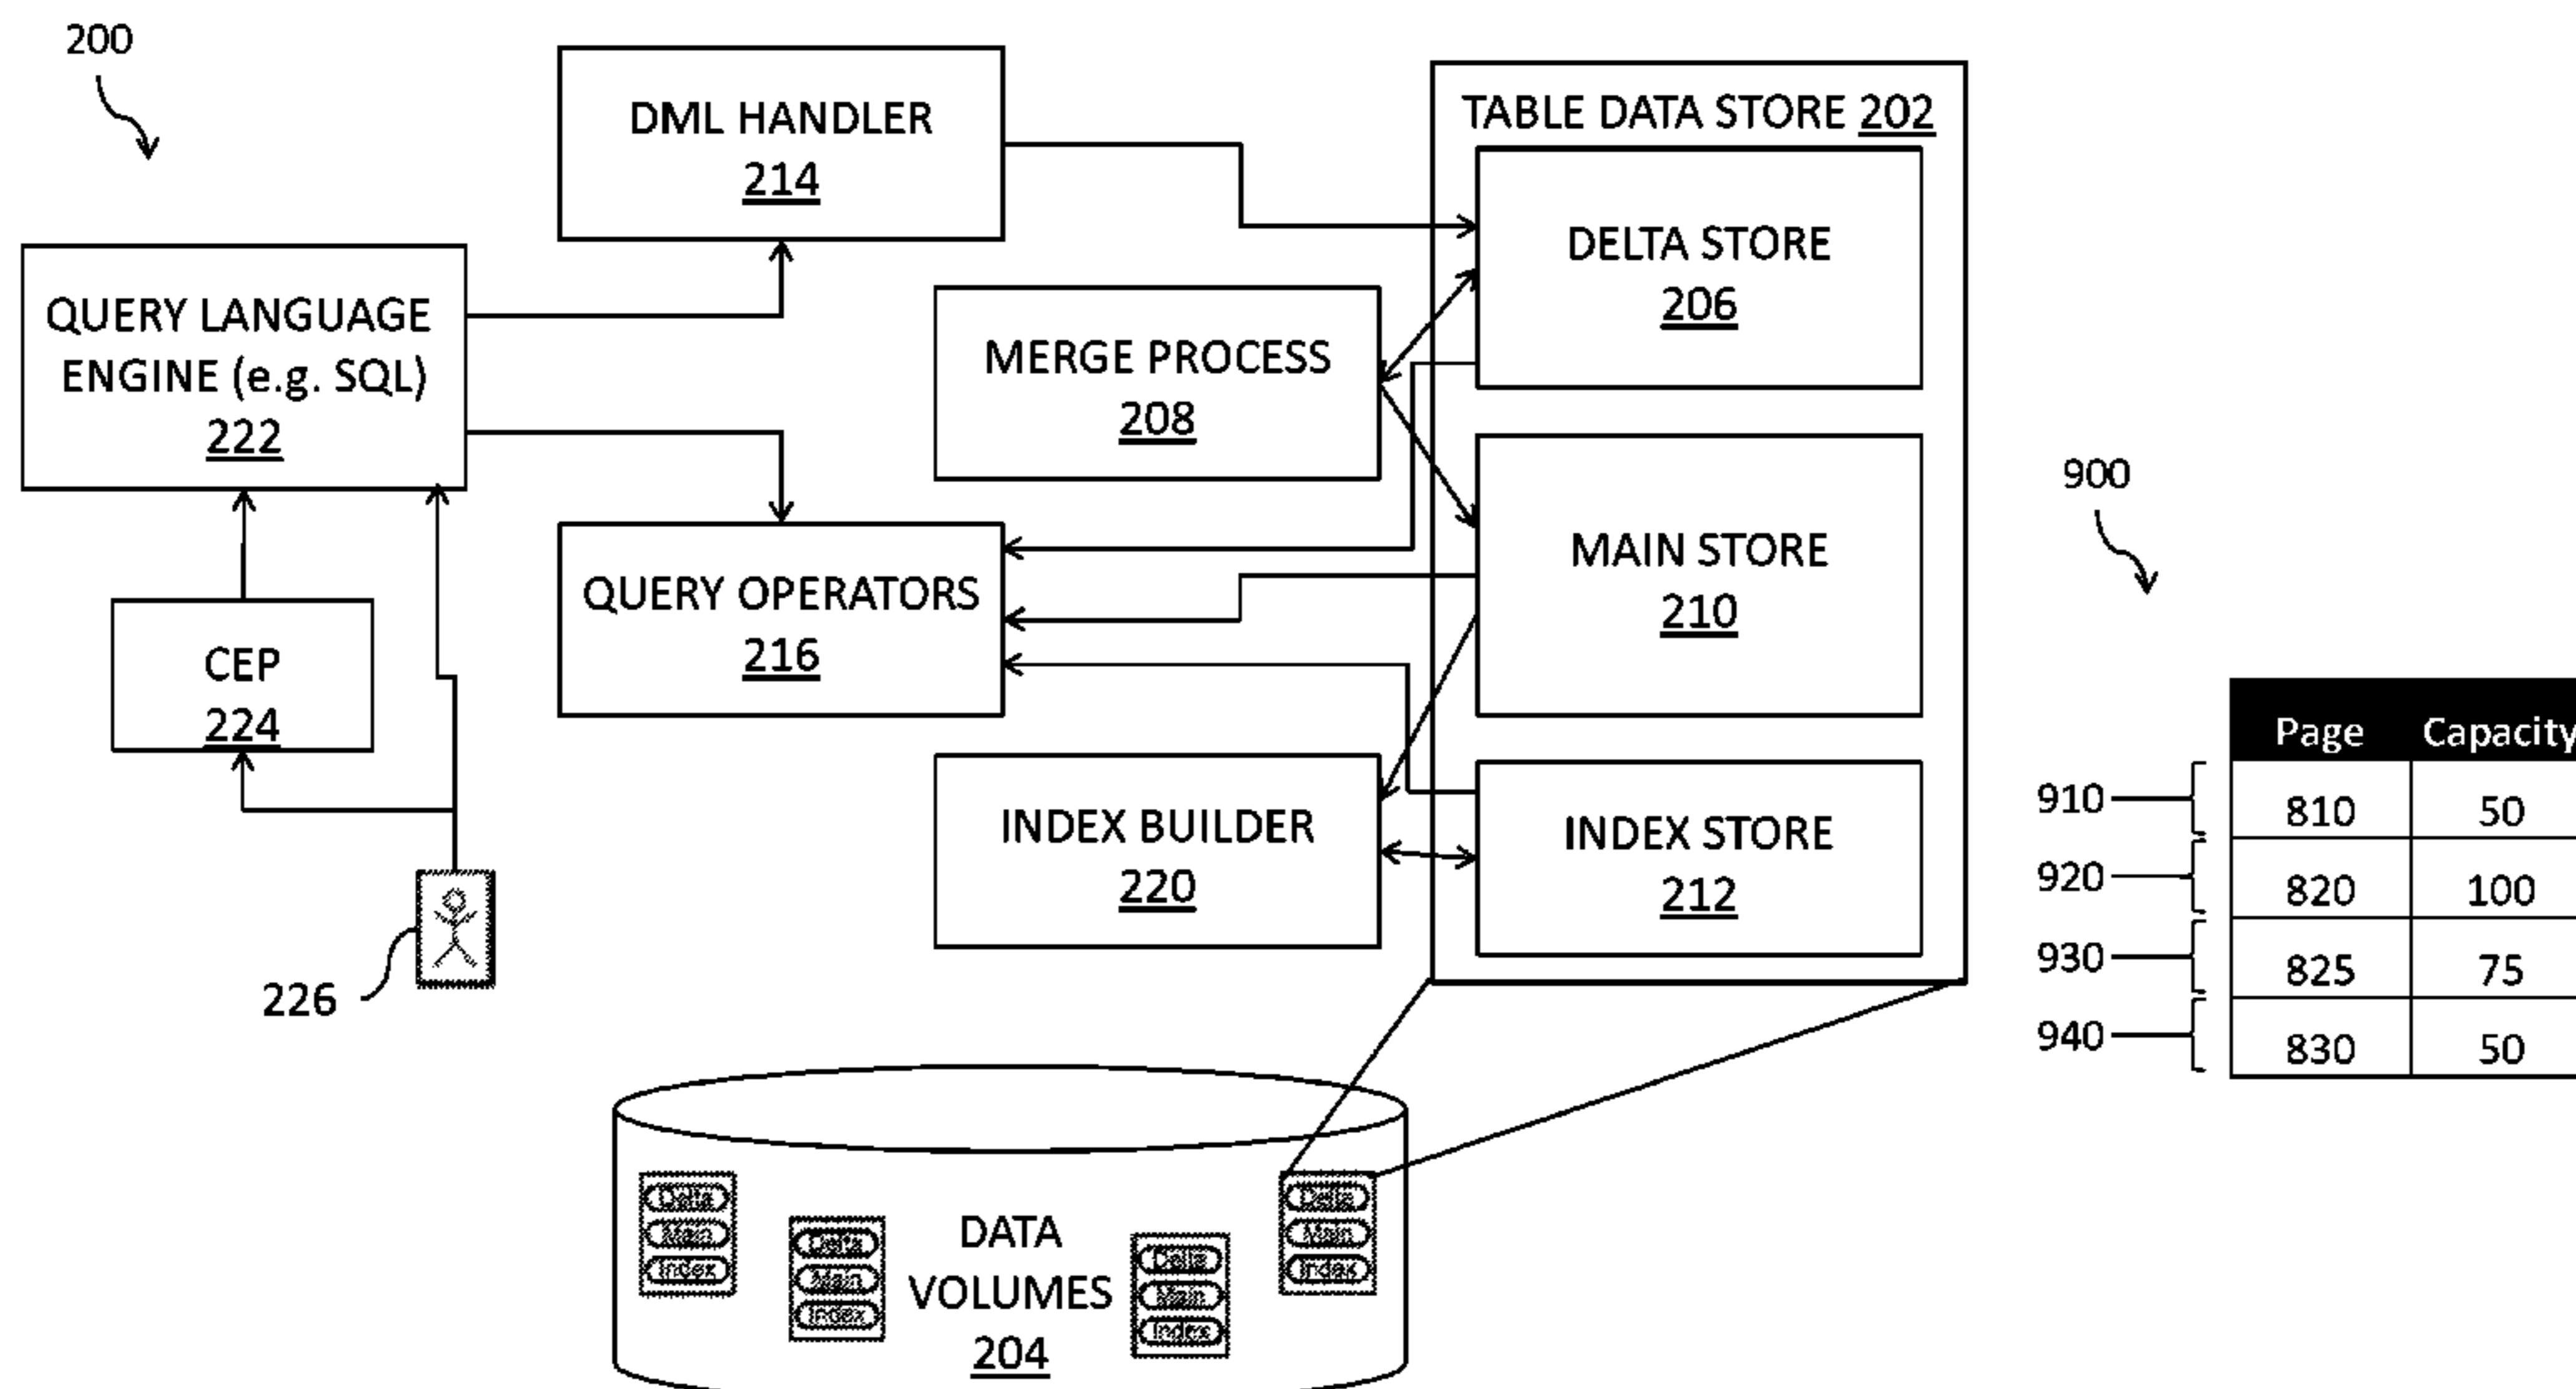 200
DML HANDLER
214
TABLE DATA STORE 202
DELTA STORE
206
QUERY LANGUAGE
ENGINE (e.g. SQL)
222
MERGE PROCESS
208
MAIN STORE
210
QUERY OPERATORS
216
CEP
224
INDEX BUILDER
220
INDEX STORE
212
226
Delta
Main
Index
Delta
Main
Index
DATA
VOLUMES
204
Delta
Main
Index
Delta
Main
Index
900
Page Capacity
910 810 50
920 820 100
930 825 75
940 830 50